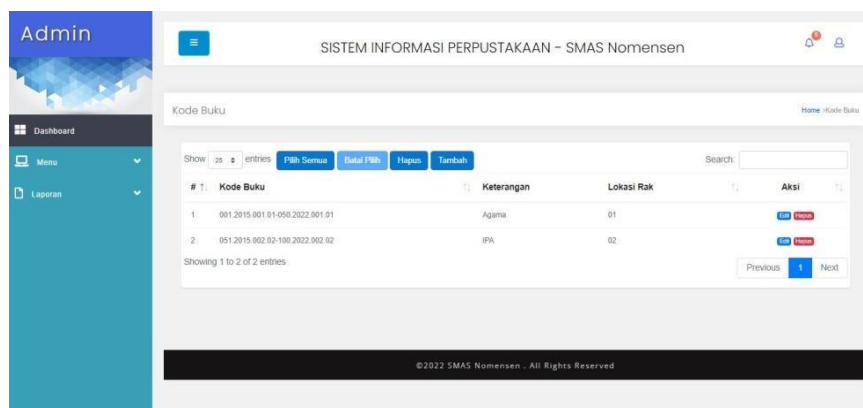 Admin
SISTEM INFORMASI PERPUSTAKAAN - SMAS Nomensen
Kode Buku
Home >Kode Buku
Dashboard
Menu
Laporan
Show 25 entries Pilih Semua Batal Pilih Hapus Tambah Search:
# Kode Buku Keterangan Lokasi Rak Aksi
1 001.2015.001.01-050.2022.001.01 Agama 01 Edit Hapus
2 051.2015.002.02-100.2022.002.02 IPA 02 Edit Hapus
Showing 1 to 2 of 2 entries
Previous 1 Next
©2022 SMAS Nomensen . All Rights Reserved